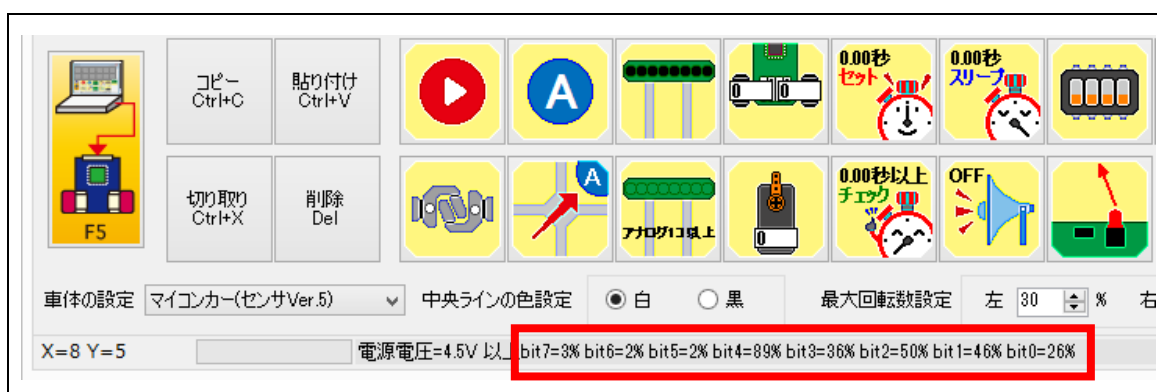 コピー
Ctrl+C
貼り付け
Ctrl+V
A
0
0
0.00秒
セット
0.00秒
スリープ
F5
切り取り
Ctrl+X
削除
Del
A
アナログ1コ以上
0
0.00秒以上
チェック
OFF
車体の設定 マイコンカー(センサVer.5) 中央ラインの色設定 白 黒 最大回転数設定 左 30 % 右
X=8 Y=5 電源電圧=4.5V 以上 bit7=3% bit6=2% bit5=2% bit4=89% bit3=36% bit2=50% bit1=46% bit0=26%